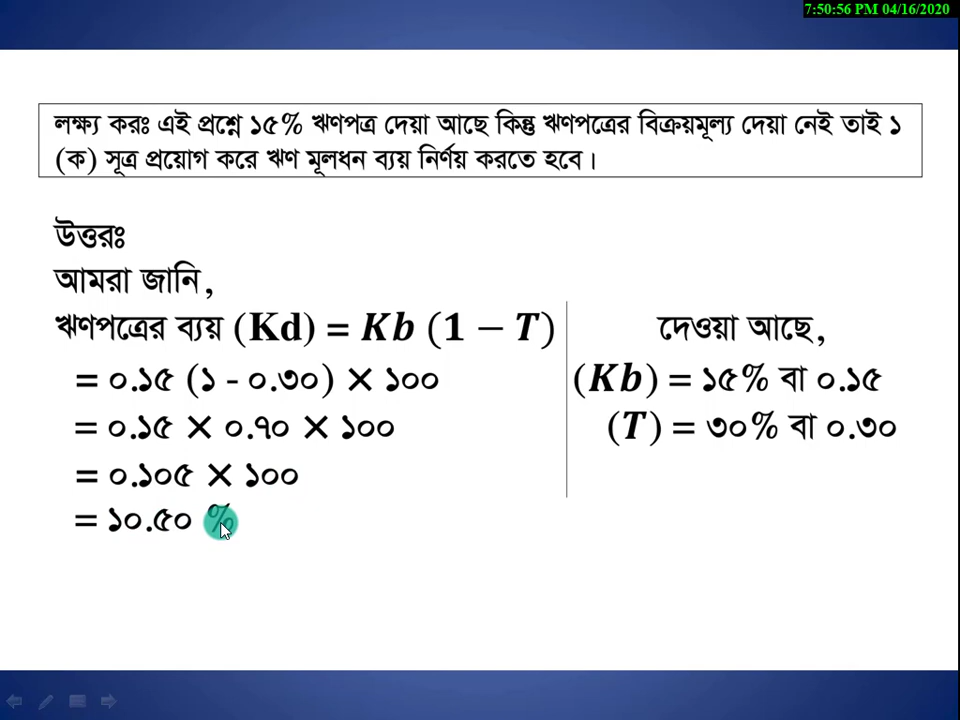 7:50:56 PM 04/16/2020
লক্ষ্য করঃ এই প্রশ্নে ১৫% ঋণপত্র দেয়া আছে কিন্তু ঋণপত্রের বিক্রয়মূল্য দেয়া নেই তাই ১
(ক) সূত্র প্রয়োগ করে ঋণ মূলধন ব্যয় নির্ণয় করতে হবে।
উত্তরঃ
আমরা জানি,
ঋণপত্রের ব্যয় (Kd) = Kb (1 − T)
= ০.১৫ (১ - ০.৩০) × ১০০
= ০.১৫ × ০.৭০ × ১০০
= ০.১০৫ × ১০০
= ১০.৫০ %
দেওয়া আছে,
(Kb) = ১৫% বা ০.১৫
(T) = ৩০% বা ০.৩০